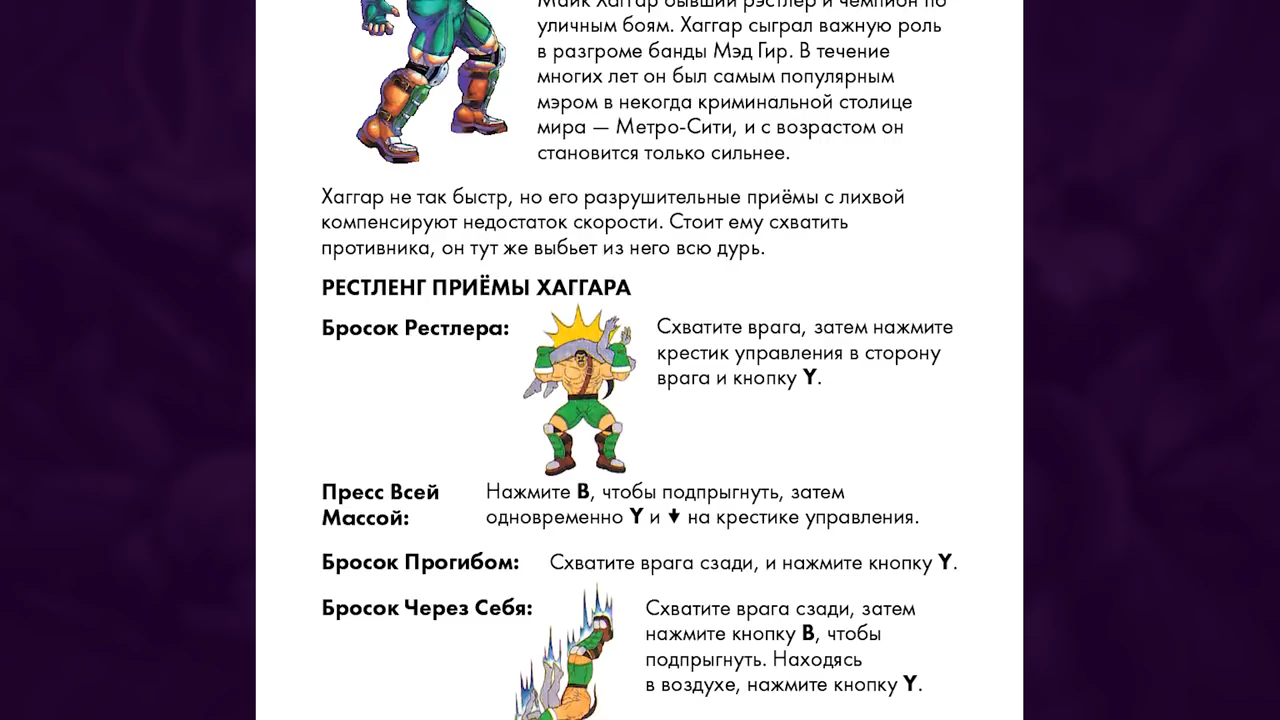 Майк Хаггар бывший рэстлер и чемпион по
уличным боям. Хаггар сыграл важную роль
в разгроме банды Мэд Гир. В течение
многих лет он был самым популярным
мэром в некогда криминальной столице
мира — Метро-Сити, и с возрастом он
становится только сильнее.
Хаггар не так быстр, но его разрушительные приёмы с лихвой
компенсируют недостаток скорости. Стоит ему схватить
противника, он тут же выбьет из него всю дурь.
РЕСТЛЕНГ ПРИЁМЫ ХАГГАРА
Бросок Рестлера:
Схватите врага, затем нажмите
крестик управления в сторону
врага и кнопку Y.
Пресс Всей
Массой:
Нажмите B, чтобы подпрыгнуть, затем
одновременно Y и 🡇 на крестике управления.
Бросок Прогибом:
Схватите врага сзади, и нажмите кнопку Y.
Бросок Через Себя:
Схватите врага сзади, затем
нажмите кнопку B, чтобы
подпрыгнуть. Находясь
в воздухе, нажмите кнопку Y.